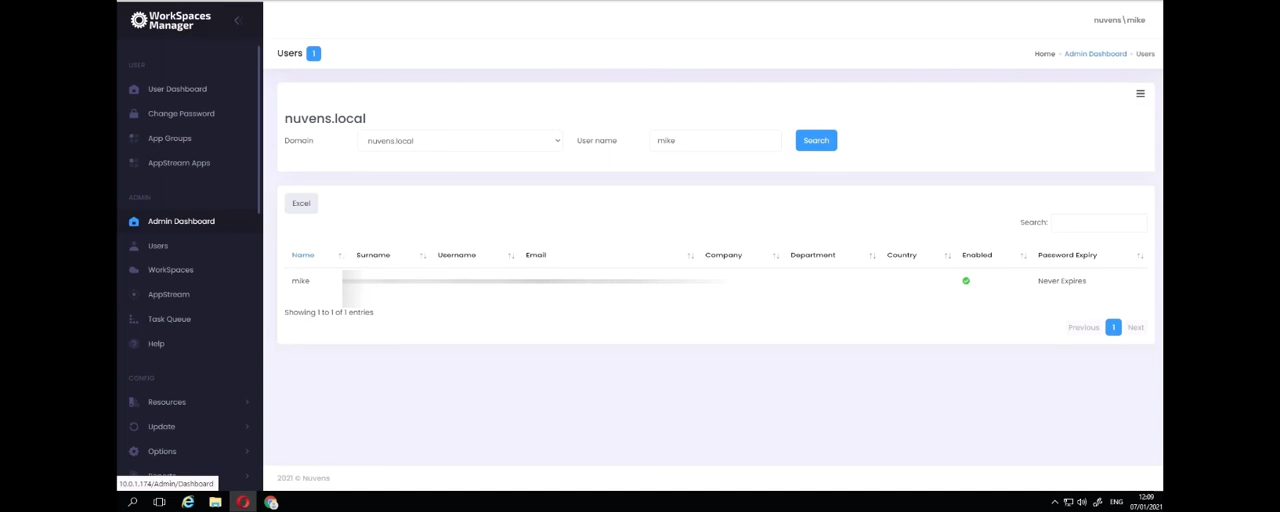 WorkSpaces
Manager
USER
User Dashboard
Change Password
App Groups
AppStream Apps
ADMIN
Admin Dashboard
Users
WorkSpaces
AppStream
Task Queue
Help
CONFIG
Resources
Update
Options
Reports
10.0.1.174/Admin/Dashboard
nuvens\mike
Users 1
Home - Admin Dashboard - Users
nuvens.local
Domain nuvens.local User name mike Search
Excel
Search:
Name Surname Username Email Company Department Country Enabled Password Expiry
mike Never Expires
Showing 1 to 1 of 1 entries
Previous 1 Next
2021 © Nuvens
ENG 12:09
07/01/2021